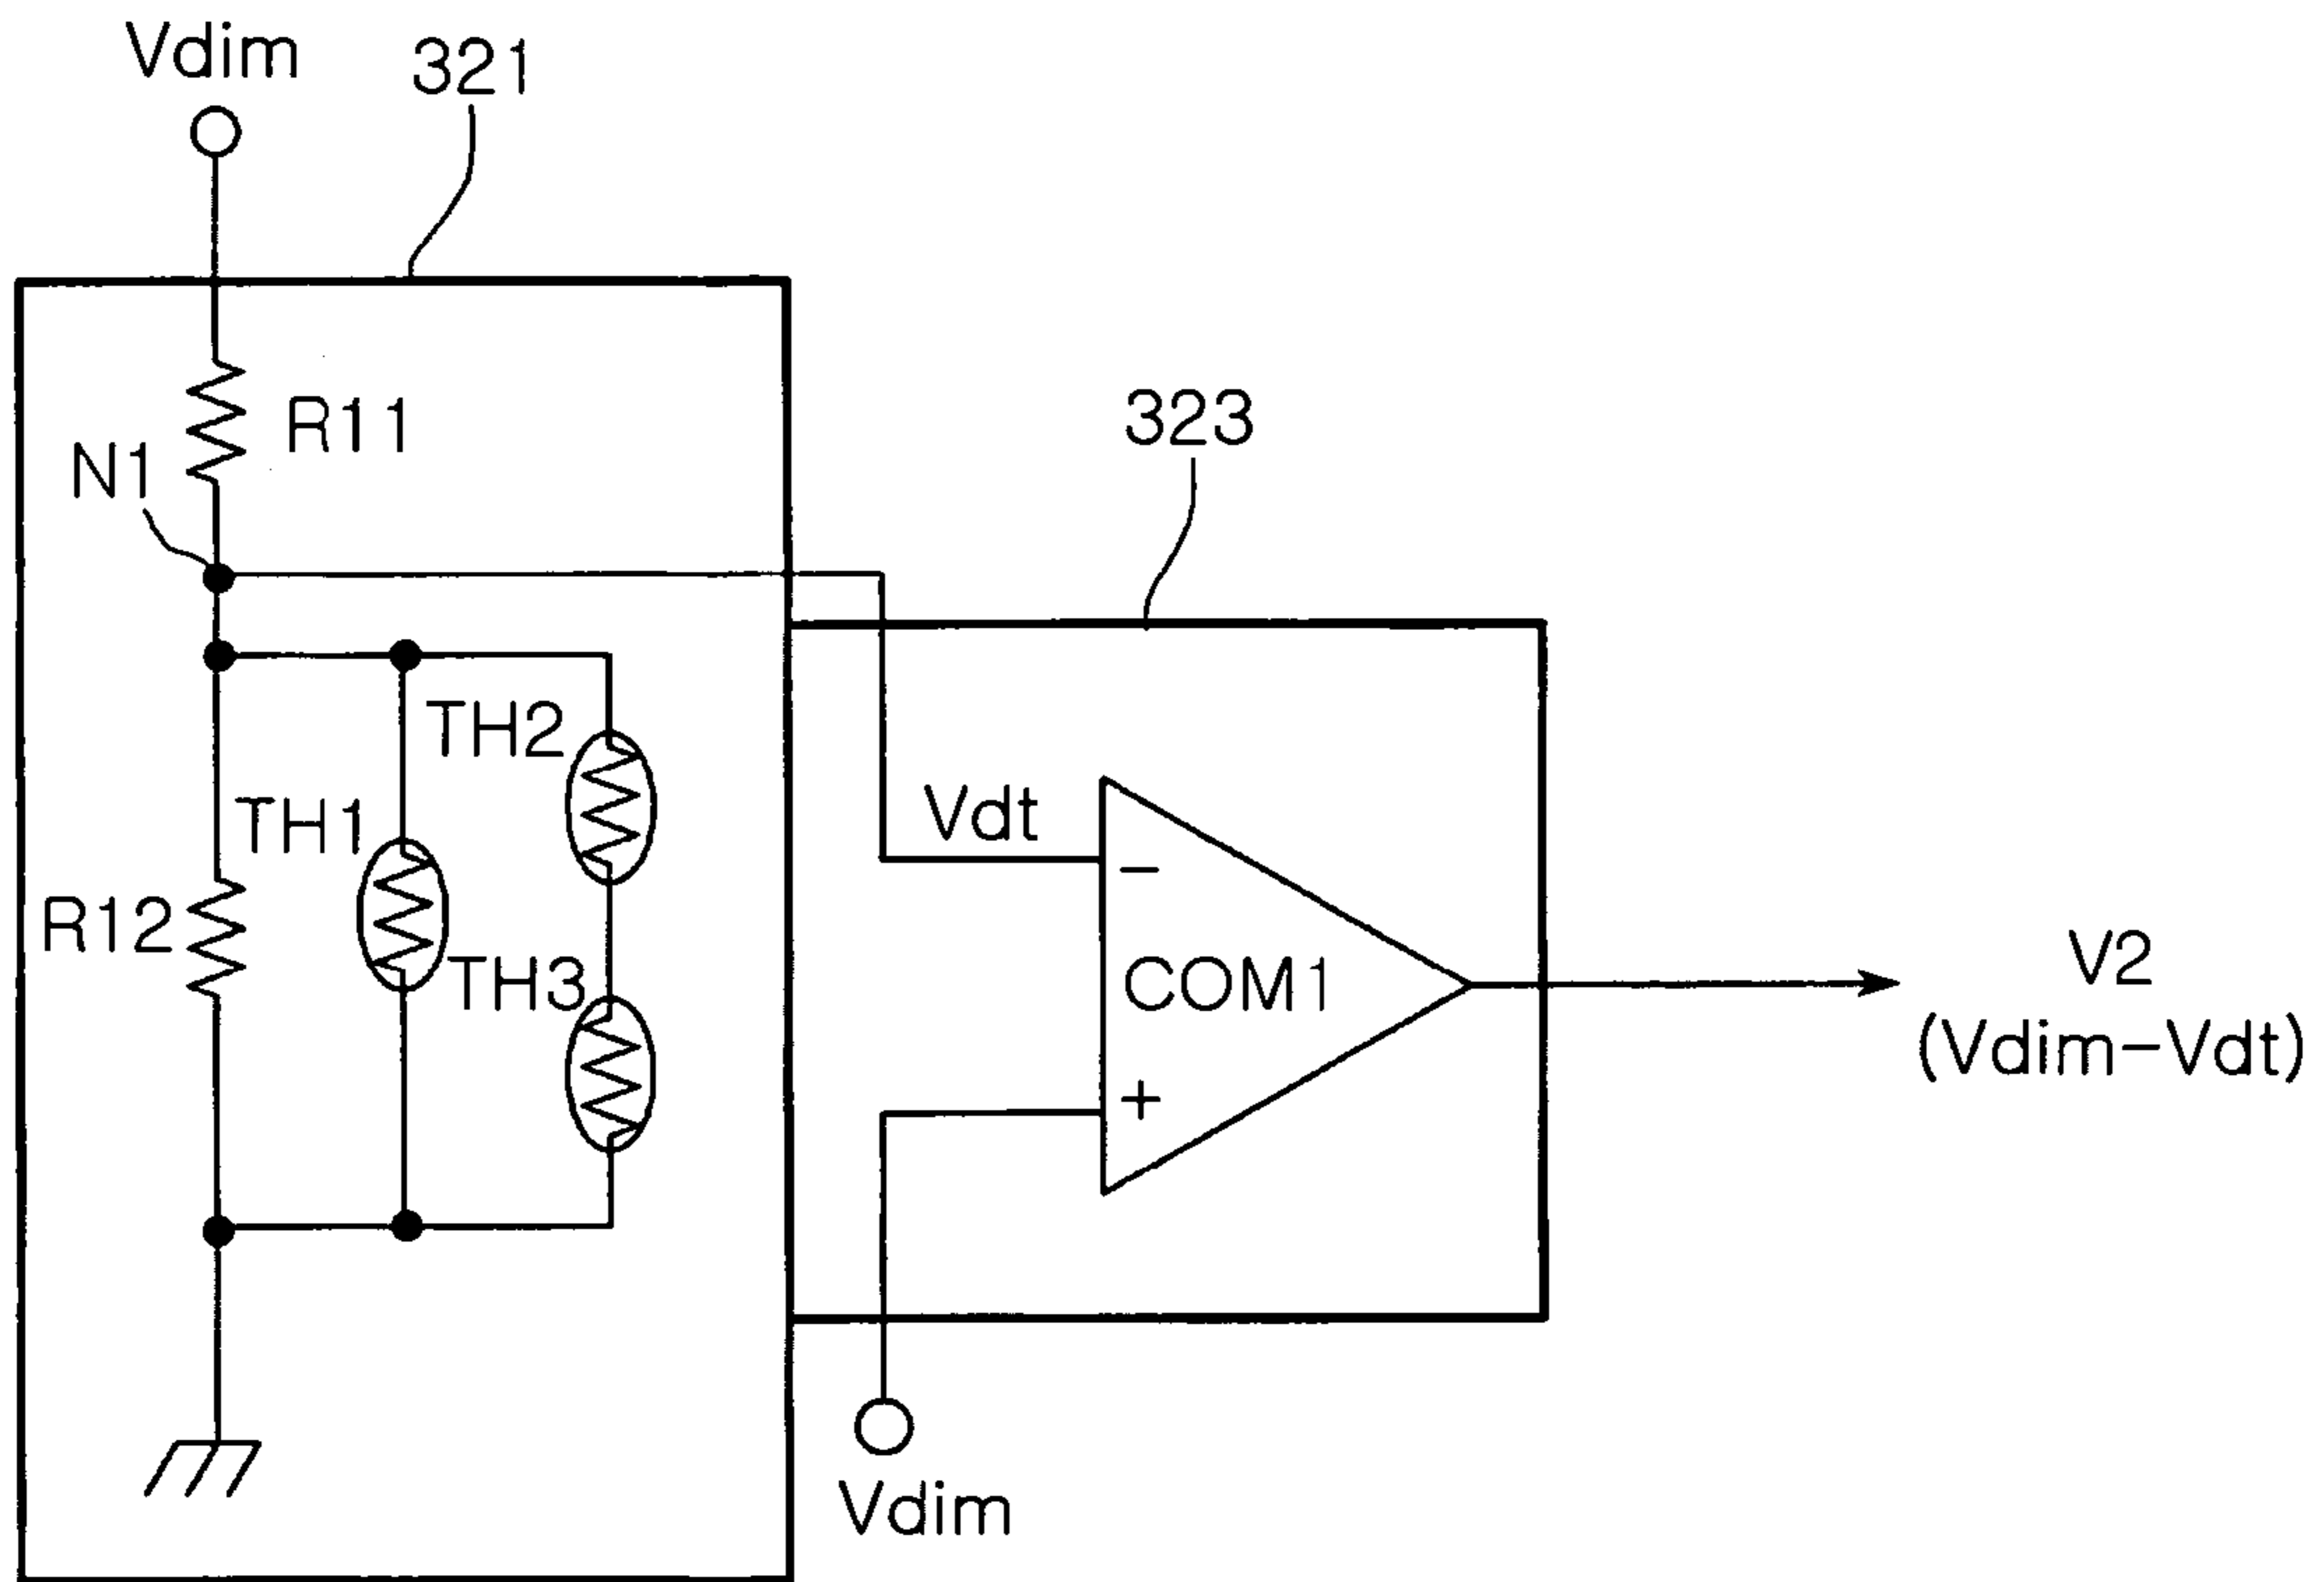 Vdim
321
R11
N1
323
TH2
TH1
Vdt
−
R12
TH3
COM1
V2
(Vdim−Vdt)
+
Vdim